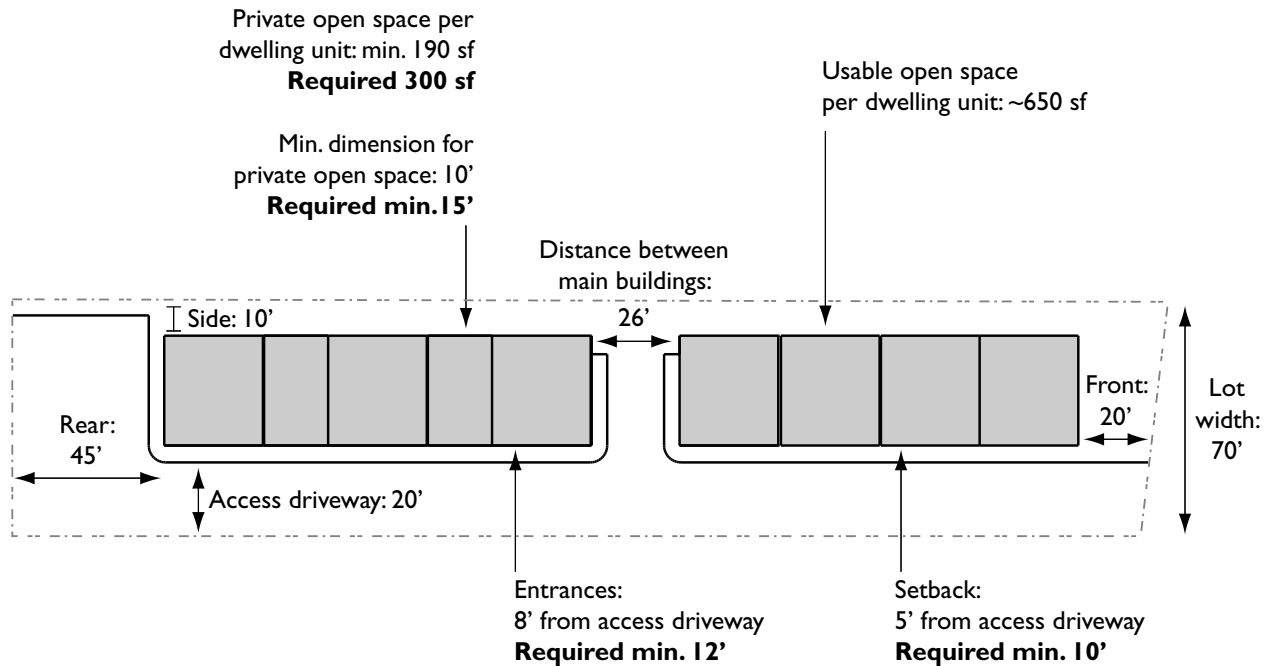 Private open space per
dwelling unit: min. 190 sf
Required 300 sf
Usable open space
per dwelling unit: ~650 sf
Min. dimension for
private open space: 10’
Required min.15’
Distance between
main buildings:
26’
Side: 10’
Front:
20’
Lot
width:
70’
Rear:
45’
Access driveway: 20’
Entrances:
8’ from access driveway
Required min. 12’
Setback:
5’ from access driveway
Required min. 10’